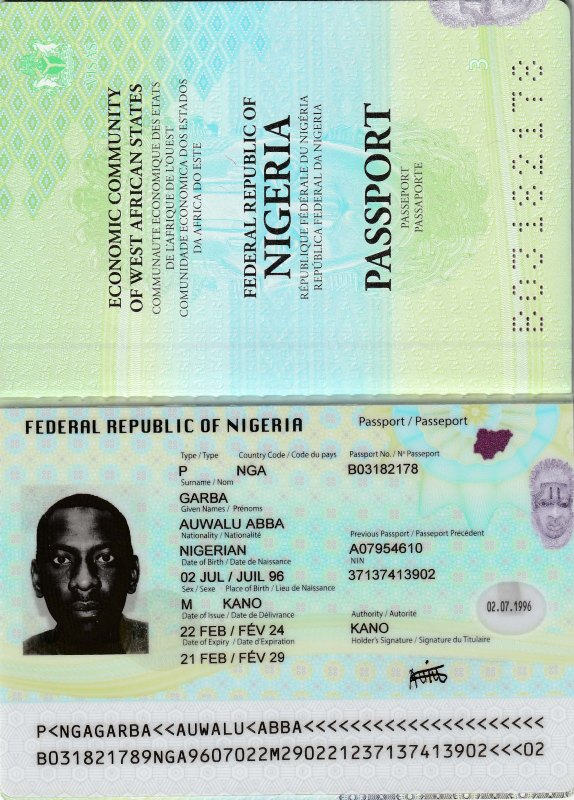 VISAS
3
ECONOMIC COMMUNITY
OF WEST AFRICAN STATES
COMMUNAUTE ECONOMIQUE DES ETATS
DE L'AFRIQUE DE L'OUEST
COMUNIDADE ECONOMICA DOS ESTADOS
DA AFRICA DO ESTE
FEDERAL REPUBLIC OF
NIGERIA
RÉPUBLIQUE FÉDÉRALE DU NIGÉRIA
REPÚBLICA FEDERAL DA NIGERIA
PASSPORT
PASSEPORT
PASSAPORTE
B03182178
FEDERAL REPUBLIC OF NIGERIA
Passport / Passeport
Type / Type Country Code / Code du pays Passport No. / N° Passeport
P NGA B03182178
Surname / Nom
GARBA
Given Names / Prénoms
AUWALU ABBA
Nationality / Nationalité Previous Passport / Passeport Précedent
NIGERIAN A07954610
Date of Birth / Date de Naissance NIN
02 JUL / JUIL 96 37137413902
Sex / Sexe Place of Birth / Lieu de Naissance
M KANO 02.07.1996
Date of Issue / Date de Délivrance Authority / Autorité
22 FEB / FÉV 24 KANO
Date of Expiry / Date d'Expiration Holder's Signature / Signature du Titulaire
21 FEB / FÉV 29
P<NGAGARBA<<AUWALU<ABBA<<<<<<<<<<<<<<<<<<<<<
B031821789NGA9607022M290221237137413902<<<02